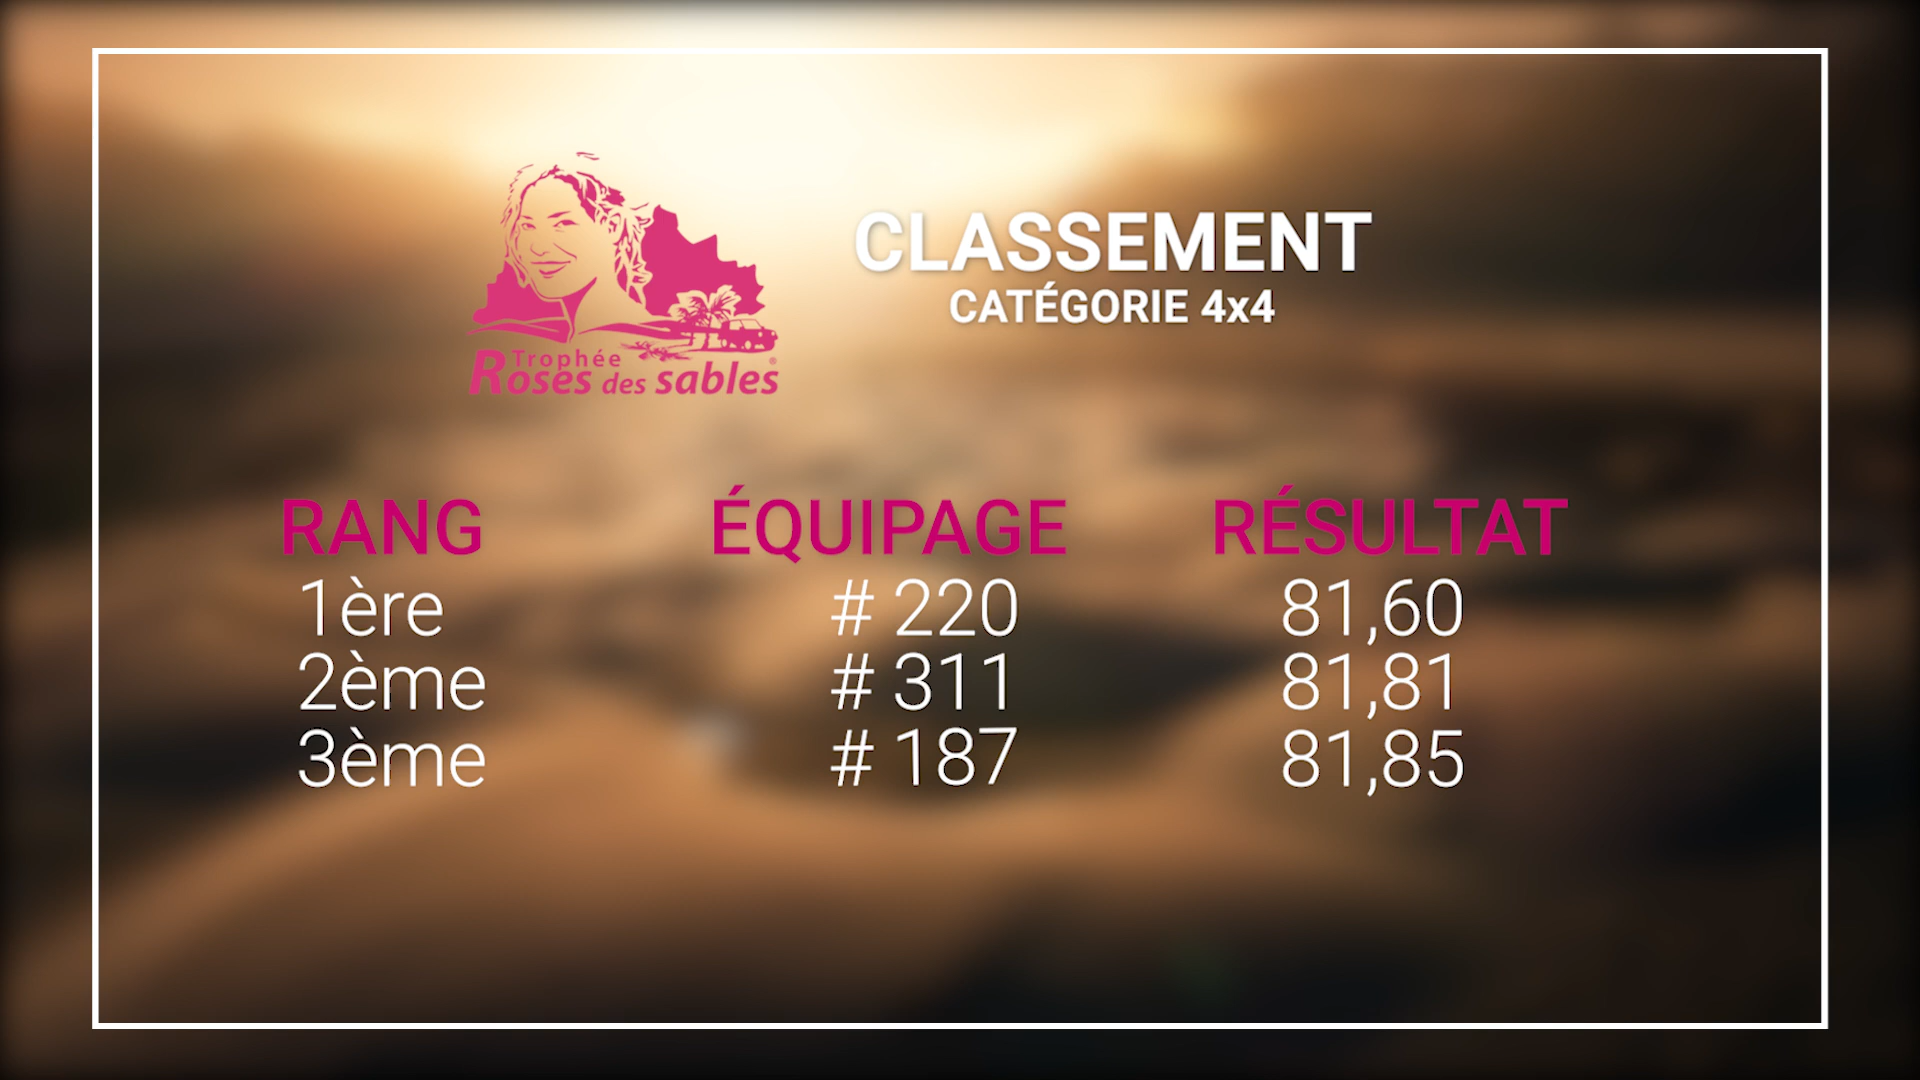 Trophée
Roses des sables
CLASSEMENT
CATÉGORIE 4x4
RANG ÉQUIPAGE RÉSULTAT
1ère # 220 81,60
2ème # 311 81,81
3ème # 187 81,85